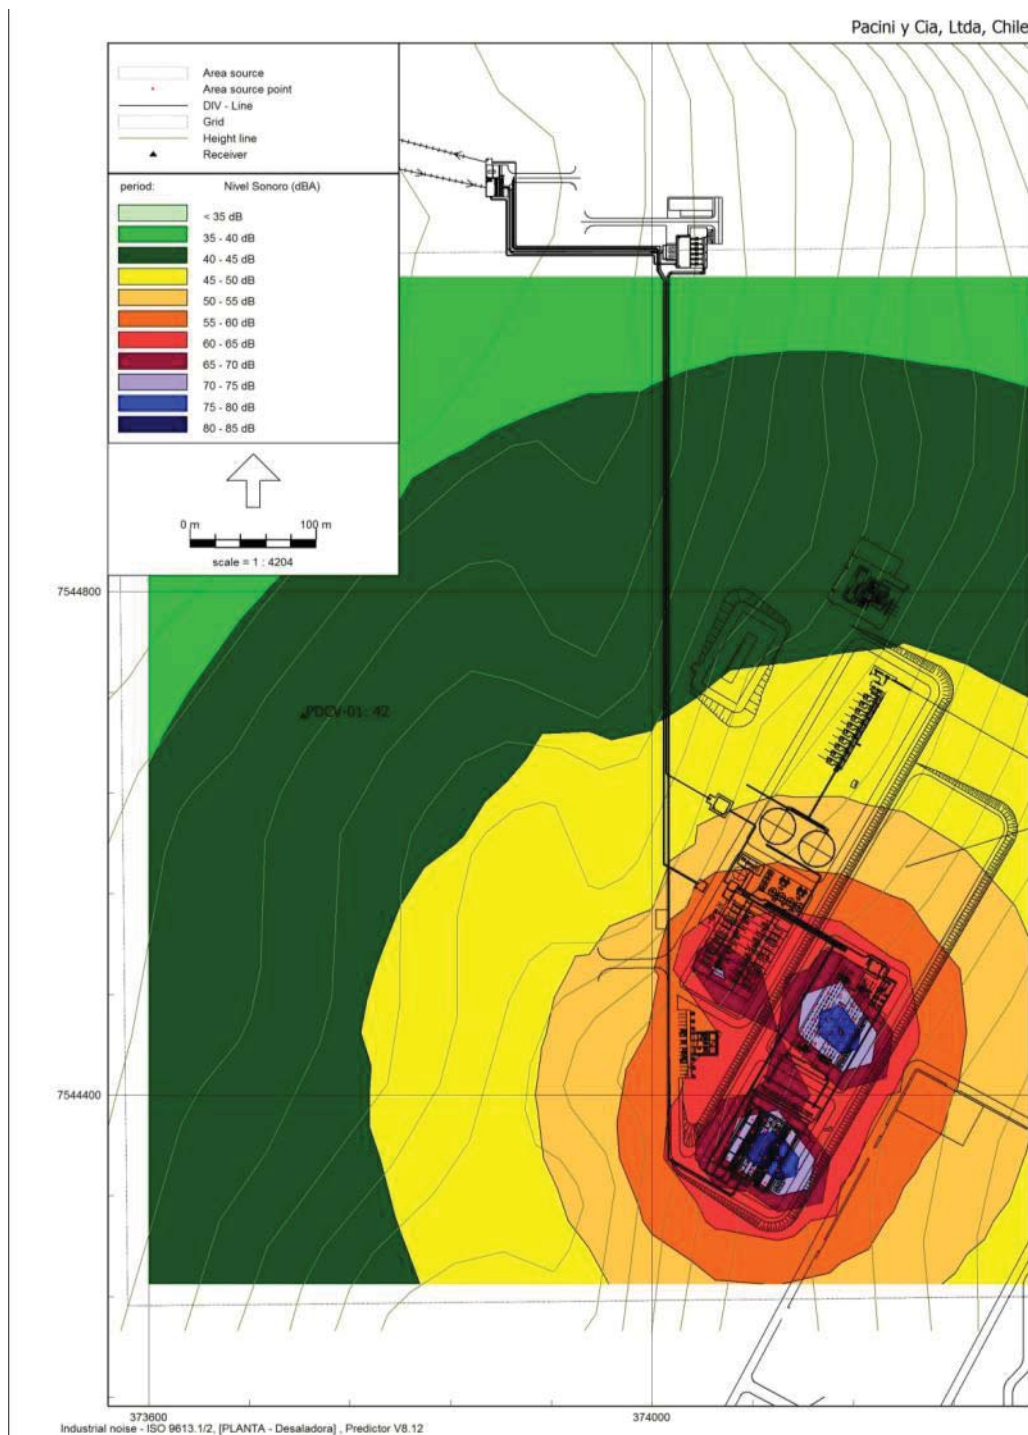 Pacini y Cia, Ltda, Chile
Area source
Area source point
DIV - Line
Grid
Height line
Receiver
period: Nivel Sonoro (dBA)
< 35 dB
35 - 40 dB
40 - 45 dB
45 - 50 dB
50 - 55 dB
55 - 60 dB
60 - 65 dB
65 - 70 dB
70 - 75 dB
75 - 80 dB
80 - 85 dB
0 m 100 m
scale = 1 : 4204
7544800
PDCV-01: 42
7544400
373600 374000
Industrial noise - ISO 9613.1/2, [PLANTA - Desaladora] , Predictor V8.12